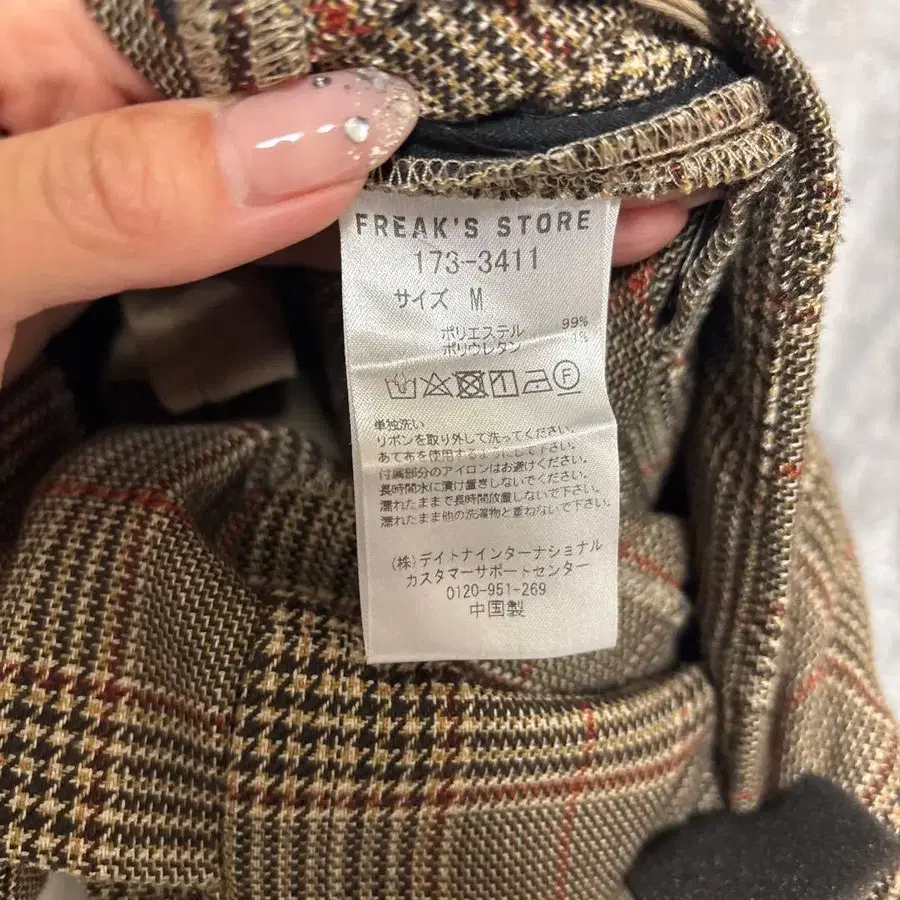 FREAK'S STORE
173-3411
サイズ M
ポリエステル 99%
ポリウレタン 1%
F
単独洗い
リボンを取り外して洗ってください。
あて布を使用するようにして下さい。
付属部分のアイロンはお避けください。
長時間水に漬け置きしないでください。
濡れたままで長時間放置しないで下さい。
濡れたまま他の洗濯物と重ねないで下さい。
(株)デイトナインターナショナル
カスタマーサポートセンター
0120-951-269
中国製